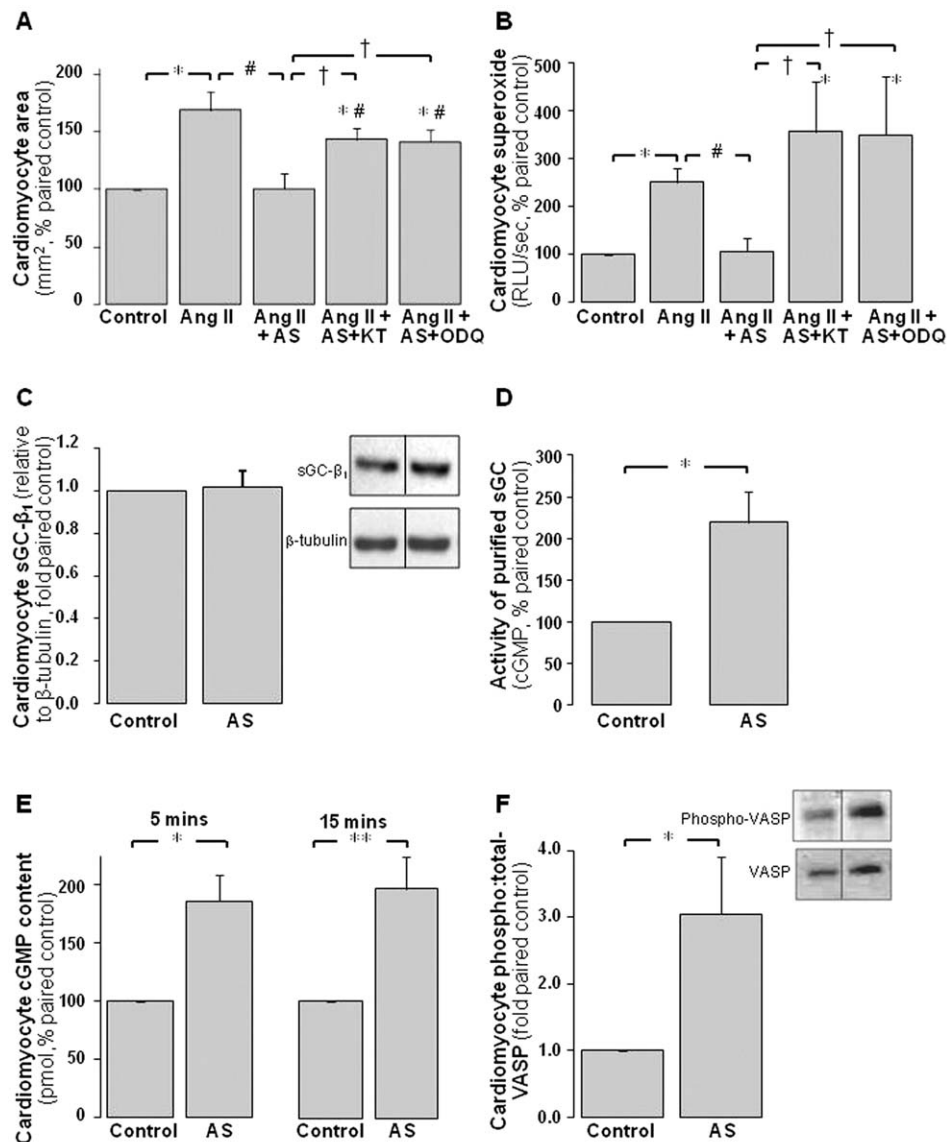 A
Cardiomyocyte area
(mm², % paired control)
200
150
100
50
0
*
#
†
†
* #
* #
Control
Ang II
Ang II
+ AS
Ang II +
AS+KT
Ang II +
AS+ODQ
B
Cardiomyocyte superoxide
(RLU/sec, % paired control)
500
400
300
200
100
0
*
#
†
†
*
*
Control
Ang II
Ang II
+ AS
Ang II +
AS+KT
Ang II +
AS+ODQ
C
Cardiomyocyte sGC-β₁ (relative
to β-tubulin, fold paired control)
1.2
1.0
0.8
0.6
0.4
0.2
0.0
Control
AS
sGC-β₁
β-tubulin
D
Activity of purified sGC
(cGMP, % paired control)
300
250
200
150
100
50
0
*
Control
AS
E
Cardiomyocyte cGMP content
(pmol, % paired control)
200
150
100
50
0
5 mins
*
15 mins
**
Control
AS
Control
AS
F
Cardiomyocyte phospho:total-
VASP (fold paired control)
4.0
3.0
2.0
1.0
0.0
*
Control
AS
Phospho-VASP
VASP